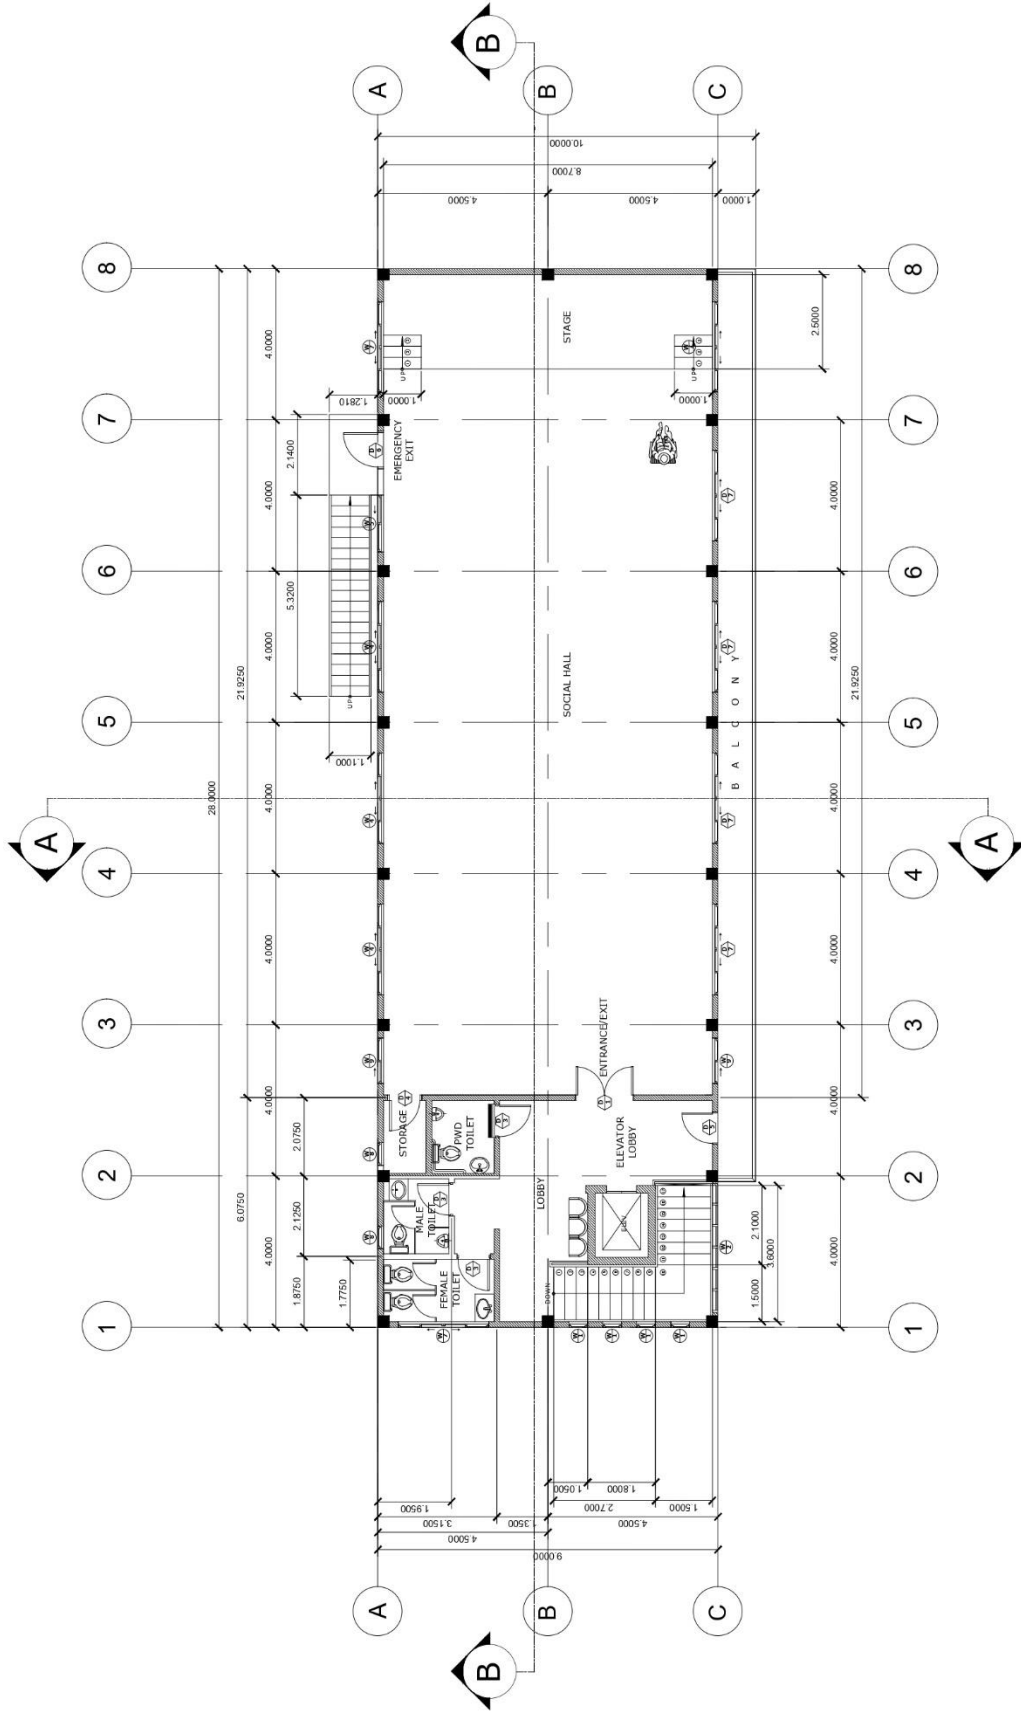 A
1
2
3
4
5
6
7
8
28.0000
6.0750
21.9250
4.0000
4.0000
4.0000
4.0000
4.0000
4.0000
4.0000
1.8750
2.1250
2.0750
5.3200
2.1400
1.7750
1.1000
1.2810
UP
B
A
A
B
1.9500
3.1500
4.5000
1.3500
9.0000
STORAGE
MALE
TOILET
FEMALE
TOILET
PWD
TOILET
EMERGENCY
EXIT
1.0000
UP
4.5000
8.7000
10.0000
B
LOBBY
DOWN
SOCIAL HALL
STAGE
B
1.0500
1.8000
2.7000
1.5000
4.5000
ELEVATOR
LOBBY
ELEV
ENTRANCE/EXIT
1.0000
UP
4.5000
C
C
1.0000
BALCONY
1.5000
2.1000
3.6000
2.5000
4.0000
4.0000
4.0000
4.0000
4.0000
4.0000
4.0000
21.9250
1
2
3
4
5
6
7
8
A